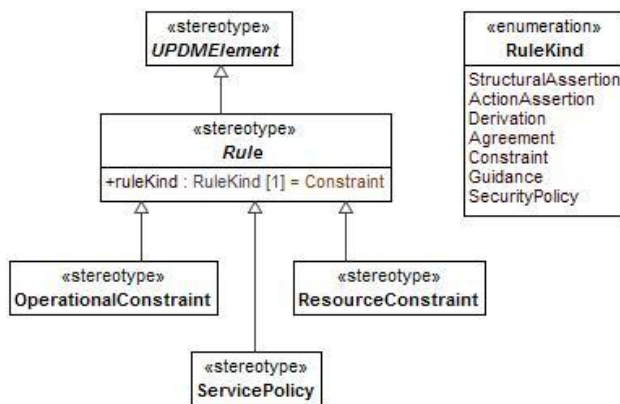 «stereotype»
UPDMElement
«enumeration»
RuleKind
StructuralAssertion
ActionAssertion
Derivation
Agreement
Constraint
Guidance
SecurityPolicy
«stereotype»
Rule
+ruleKind : RuleKind [1] = Constraint
«stereotype»
OperationalConstraint
«stereotype»
ResourceConstraint
«stereotype»
ServicePolicy